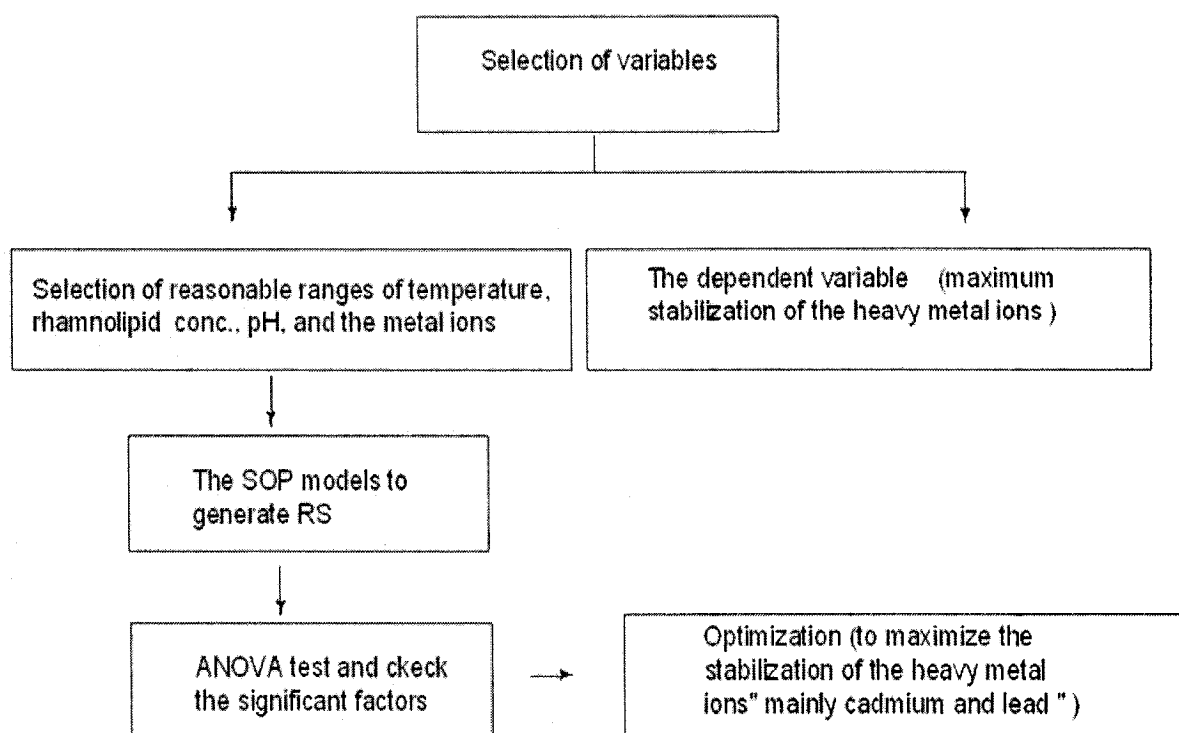 Selection of variables
Selection of reasonable ranges of temperature,
rhamnolipid conc., pH, and the metal ions
The dependent variable (maximum
stabilization of the heavy metal ions )
The SOP models to
generate RS
ANOVA test and ckeck
the significant factors
Optimization (to maximize the
stabilization of the heavy metal
ions" mainly cadmium and lead " )